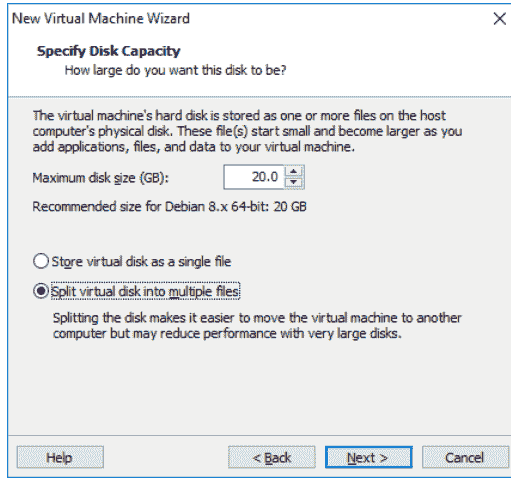 New Virtual Machine Wizard
Specify Disk Capacity
How large do you want this disk to be?
The virtual machine's hard disk is stored as one or more files on the host
computer's physical disk. These file(s) start small and become larger as you
add applications, files, and data to your virtual machine.
Maximum disk size (GB): 20.0
Recommended size for Debian 8.x 64-bit: 20 GB
Store virtual disk as a single file
Split virtual disk into multiple files
Splitting the disk makes it easier to move the virtual machine to another
computer but may reduce performance with very large disks.
Help < Back Next > Cancel